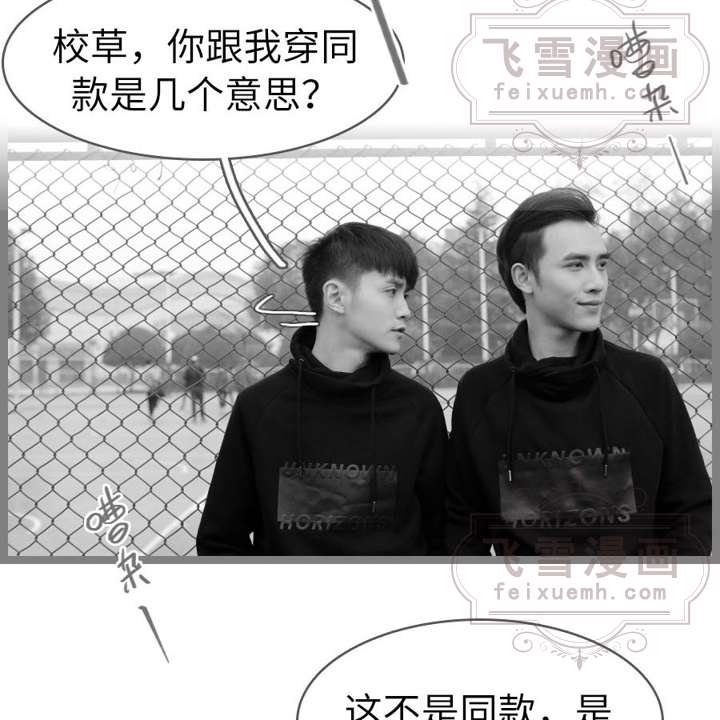 校草，你跟我穿同
款是几个意思？
飞雪漫画
feixuemh.com
嘈
杂
UNKNOWN
HORIZONS
UNKNOWN
HORIZONS
嘈
杂
飞雪漫画
feixuemh.com
这不是同款，是